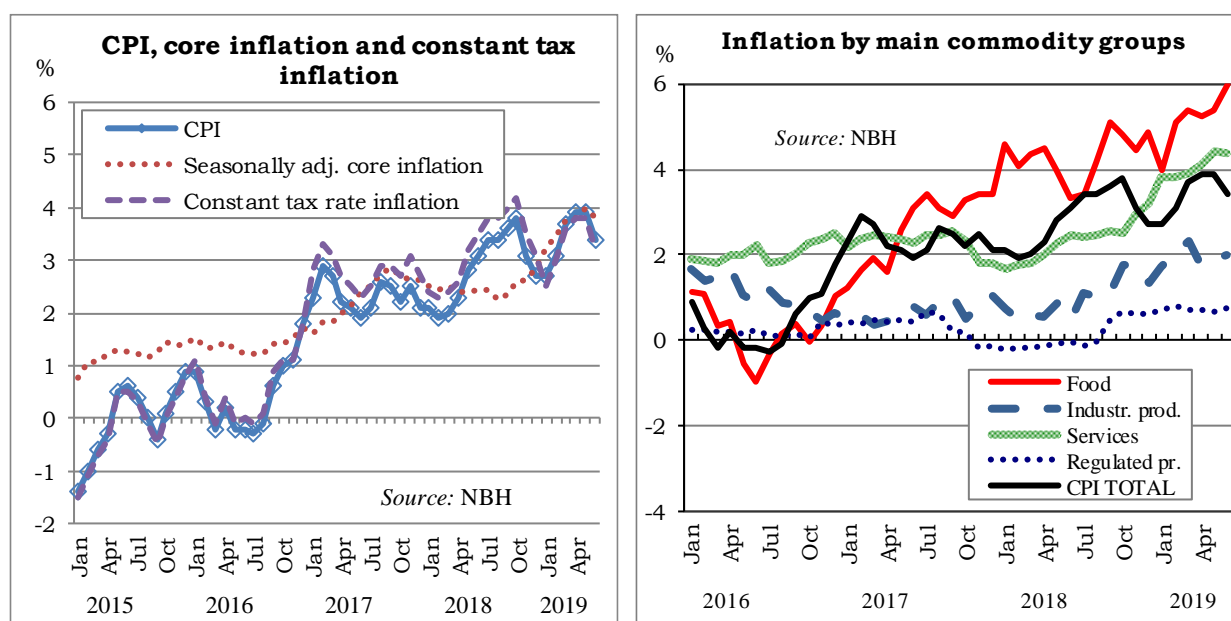 CPI, core inflation and constant tax
inflation
%
6
5
4
3
2
1
0
-1
-2
CPI
Seasonally adj. core inflation
Constant tax rate inflation
Source: NBH
Jan Apr Jul Oct Jan Apr Jul Oct Jan Apr Jul Oct Jan Apr Jul Oct Jan Apr
2015 2016 2017 2018 2019
Inflation by main commodity groups
%
6
4
2
0
-2
-4
Source: NBH
Food
Industr. prod.
Services
Regulated pr.
CPI TOTAL
Jan Apr Jul Oct Jan Apr Jul Oct Jan Apr Jul Oct Jan Apr
2016 2017 2018 2019